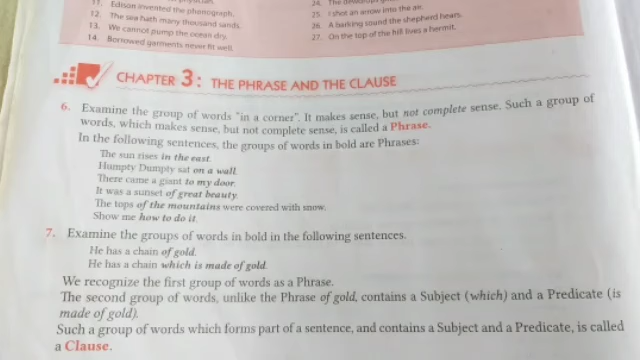 11. Edison invented the phonograph.
12. The sea hath many thousand sands.
13. We cannot pump the ocean dry.
14. Borrowed garments never fit well.
24. The
25. I shot an arrow into the air.
26. A barking sound the shepherd hears.
27. On the top of the hill lives a hermit.
CHAPTER 3: THE PHRASE AND THE CLAUSE
6. Examine the group of words "in a corner". It makes sense, but not complete sense. Such a group of
words, which makes sense, but not complete sense, is called a Phrase.
In the following sentences, the groups of words in bold are Phrases:
The sun rises in the east.
Humpty Dumpty sat on a wall.
There came a giant to my door.
It was a sunset of great beauty.
The tops of the mountains were covered with snow.
Show me how to do it.
7. Examine the groups of words in bold in the following sentences.
He has a chain of gold.
He has a chain which is made of gold.
We recognize the first group of words as a Phrase.
The second group of words, unlike the Phrase of gold, contains a Subject (which) and a Predicate (is
made of gold).
Such a group of words which forms part of a sentence, and contains a Subject and a Predicate, is called
a Clause.